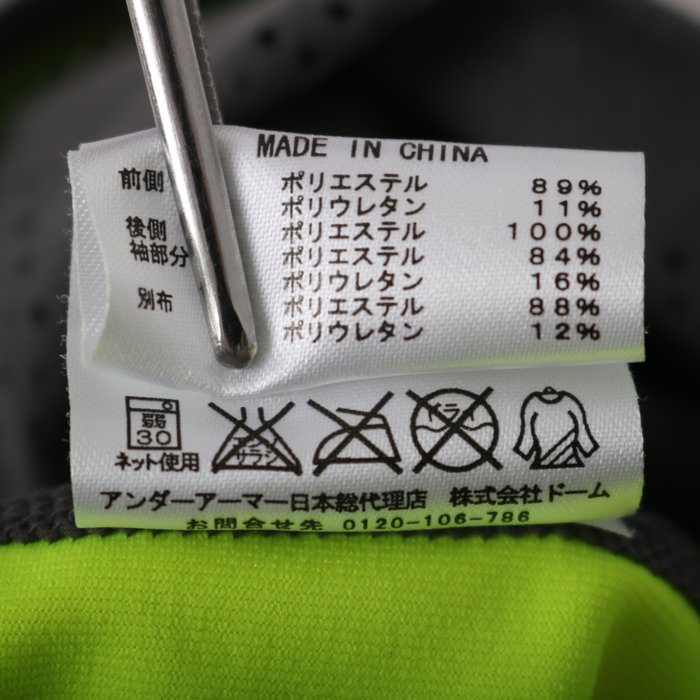 MADE IN CHINA
前側 ポリエステル 89%
ポリウレタン 11%
後側 ポリエステル 100%
袖部分 ポリエステル 84%
ポリウレタン 16%
別布 ポリエステル 88%
ポリウレタン 12%
弱
30
エンソ
サラシ
ドライ
ネット使用
アンダーアーマー日本総代理店 株式会社ドーム
お問合せ先 0120-106-786